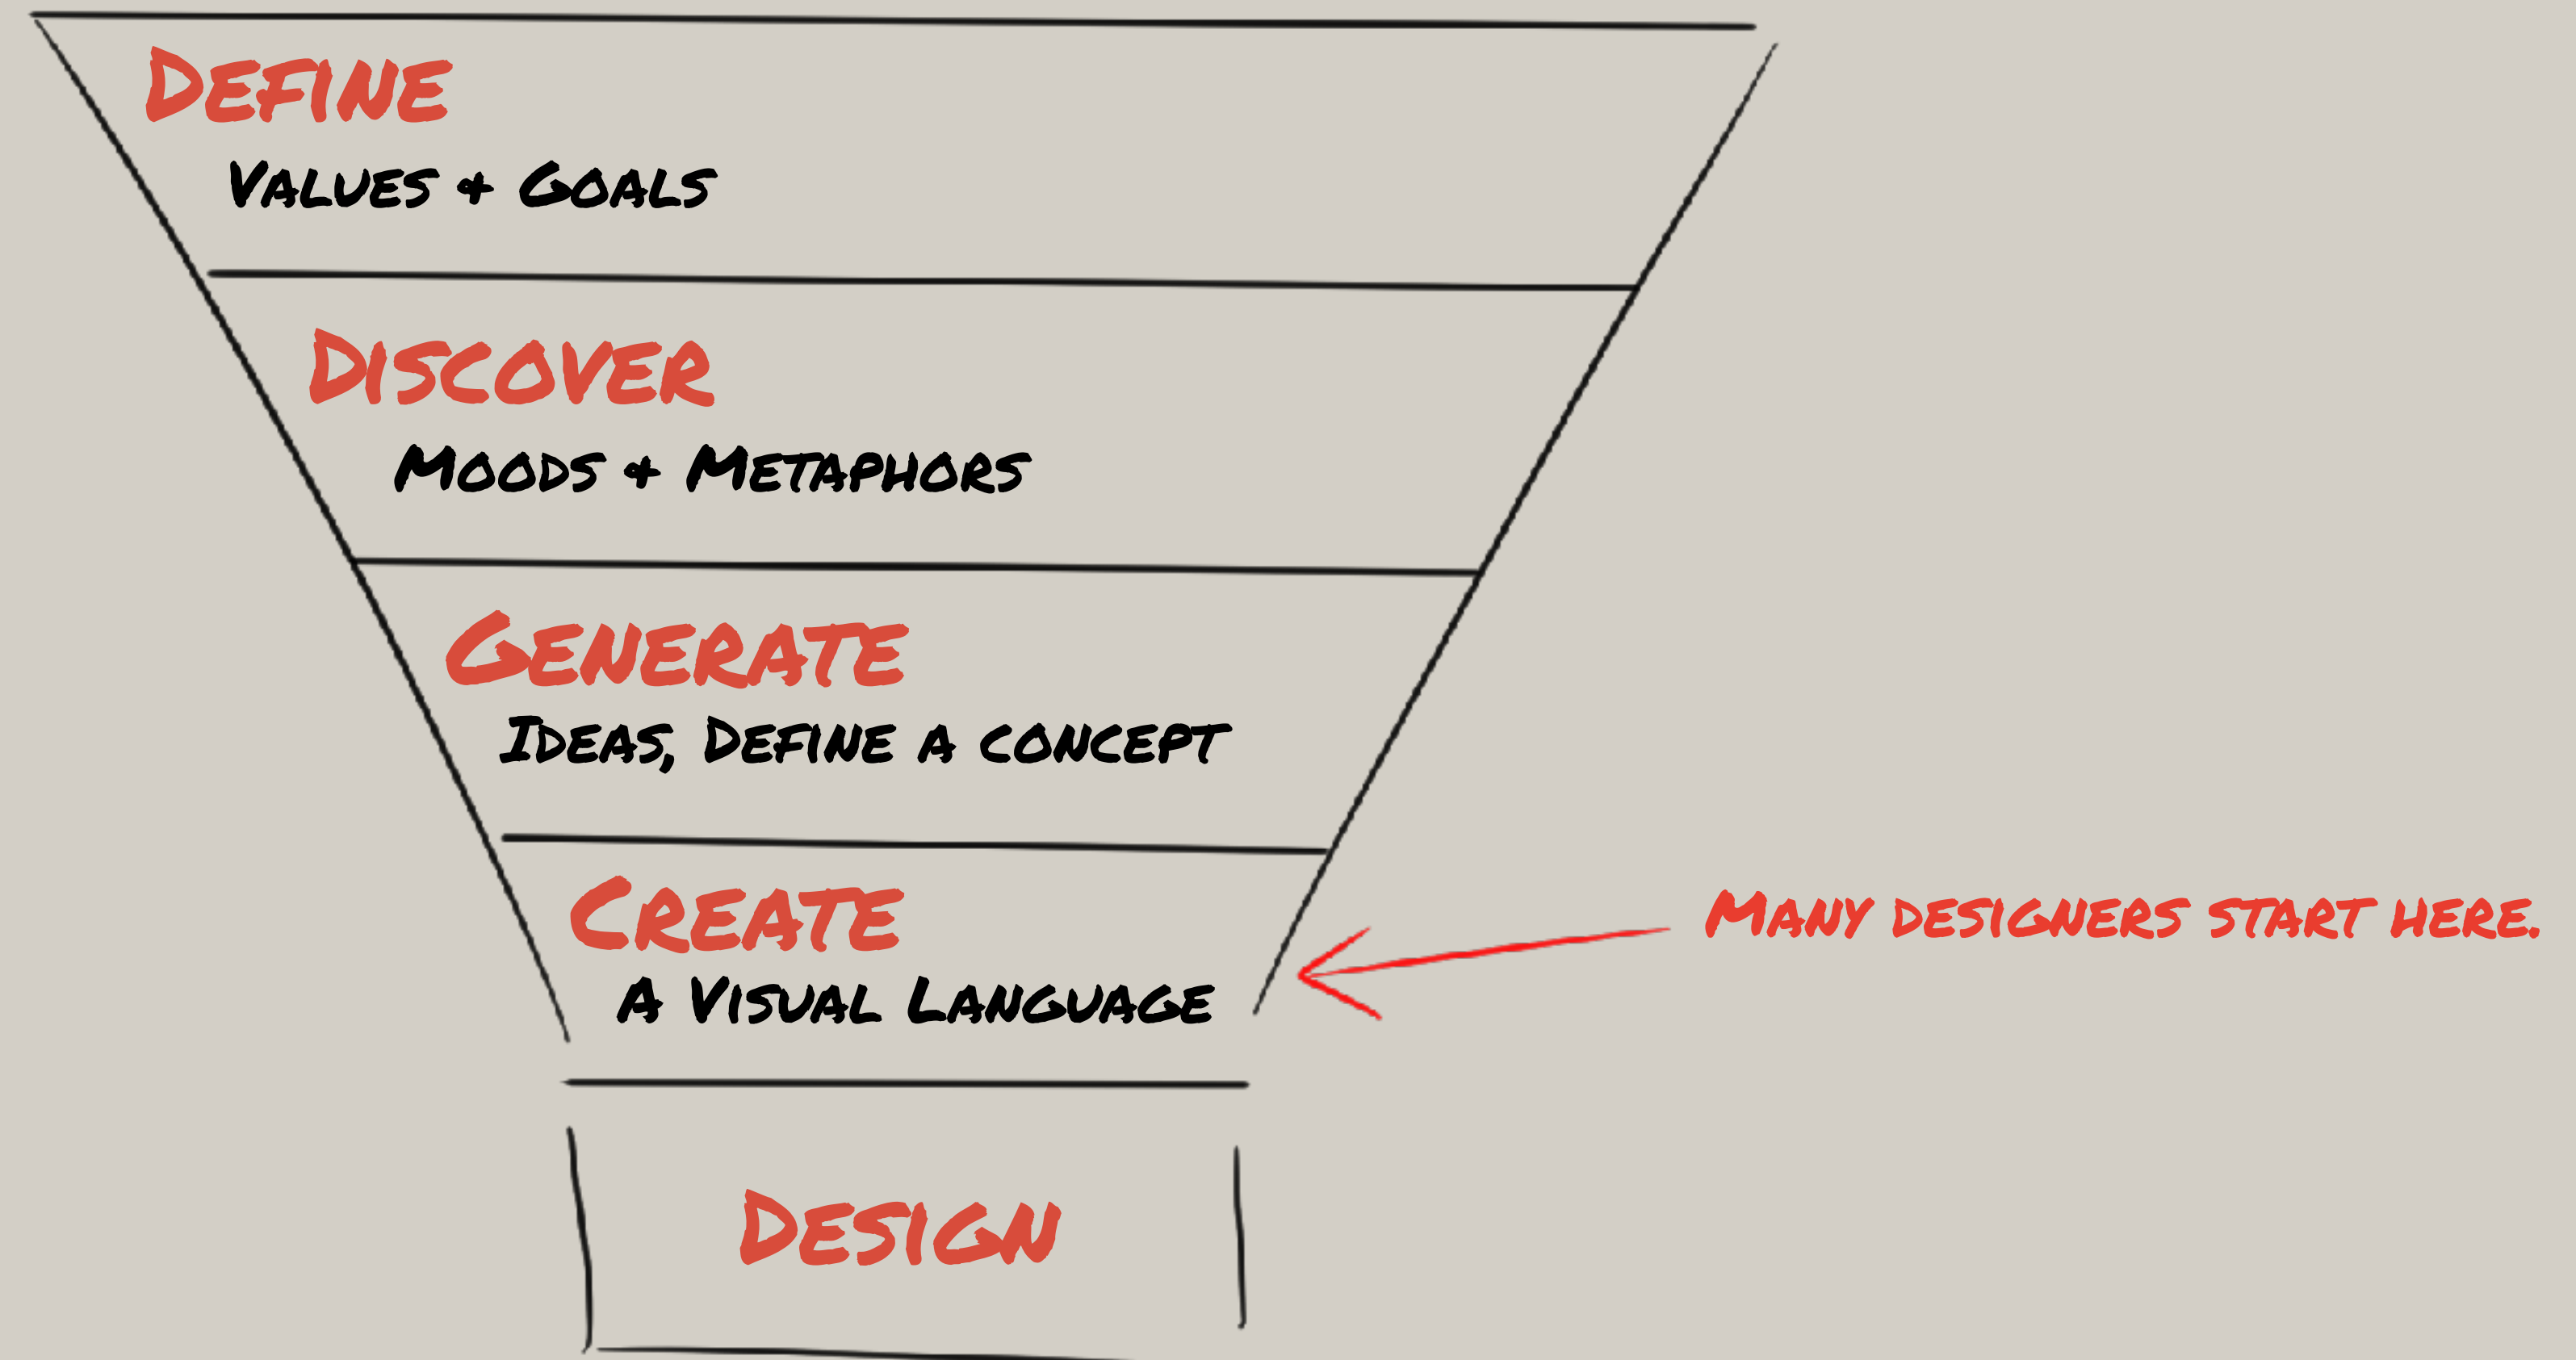 Define
Values & Goals
Discover
Moods & Metaphors
Generate
Ideas, Define a concept
Create
A Visual Language
Many designers start here.
Design